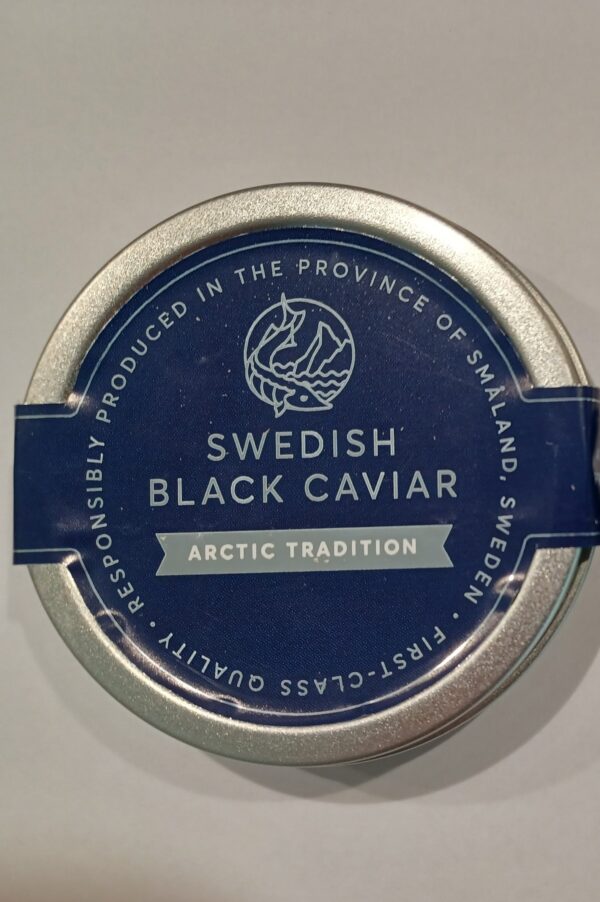 RESPONSIBLY PRODUCED IN THE PROVINCE OF SMÅLAND, SWEDEN • FIRST-CLASS QUALITY •
SWEDISH
BLACK CAVIAR
ARCTIC TRADITION